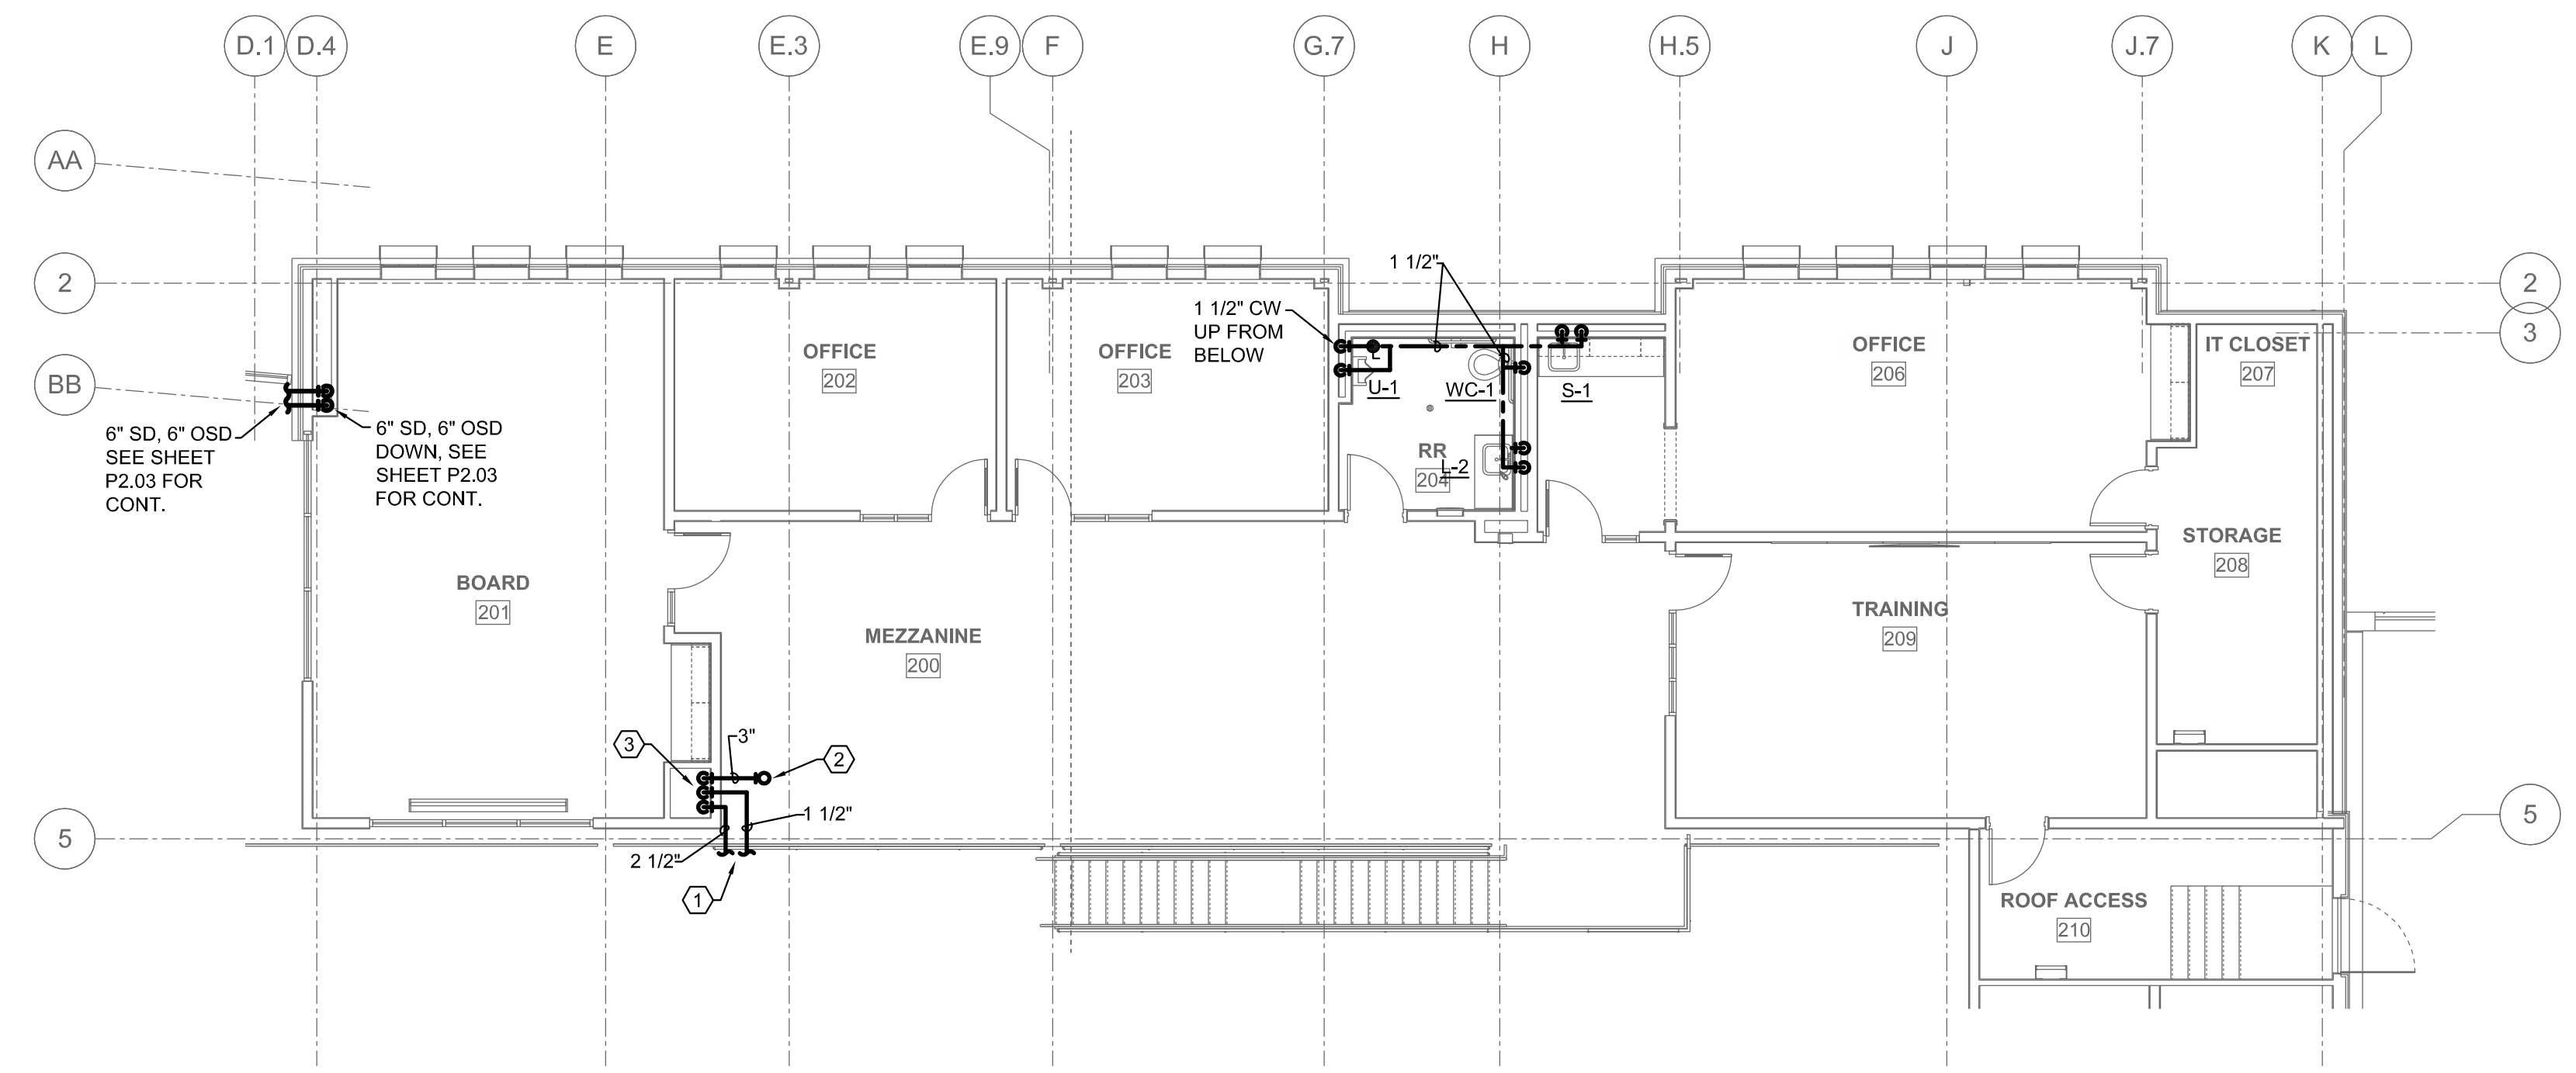 D.1
D.4
E
E.3
E.9
F
G.7
H
H.5
J
J.7
K
L
AA
2
BB
5
2
3
5
1 1/2"
1 1/2" CW
UP FROM
BELOW
OFFICE
202
OFFICE
203
OFFICE
206
IT CLOSET
207
U-1
WC-1
S-1
6" SD, 6" OSD
SEE SHEET
P2.03 FOR
CONT.
6" SD, 6" OSD
DOWN, SEE
SHEET P2.03
FOR CONT.
RR
204
L-2
STORAGE
208
BOARD
201
TRAINING
209
MEZZANINE
200
3
3"
2
1 1/2"
2 1/2"
1
ROOF ACCESS
210